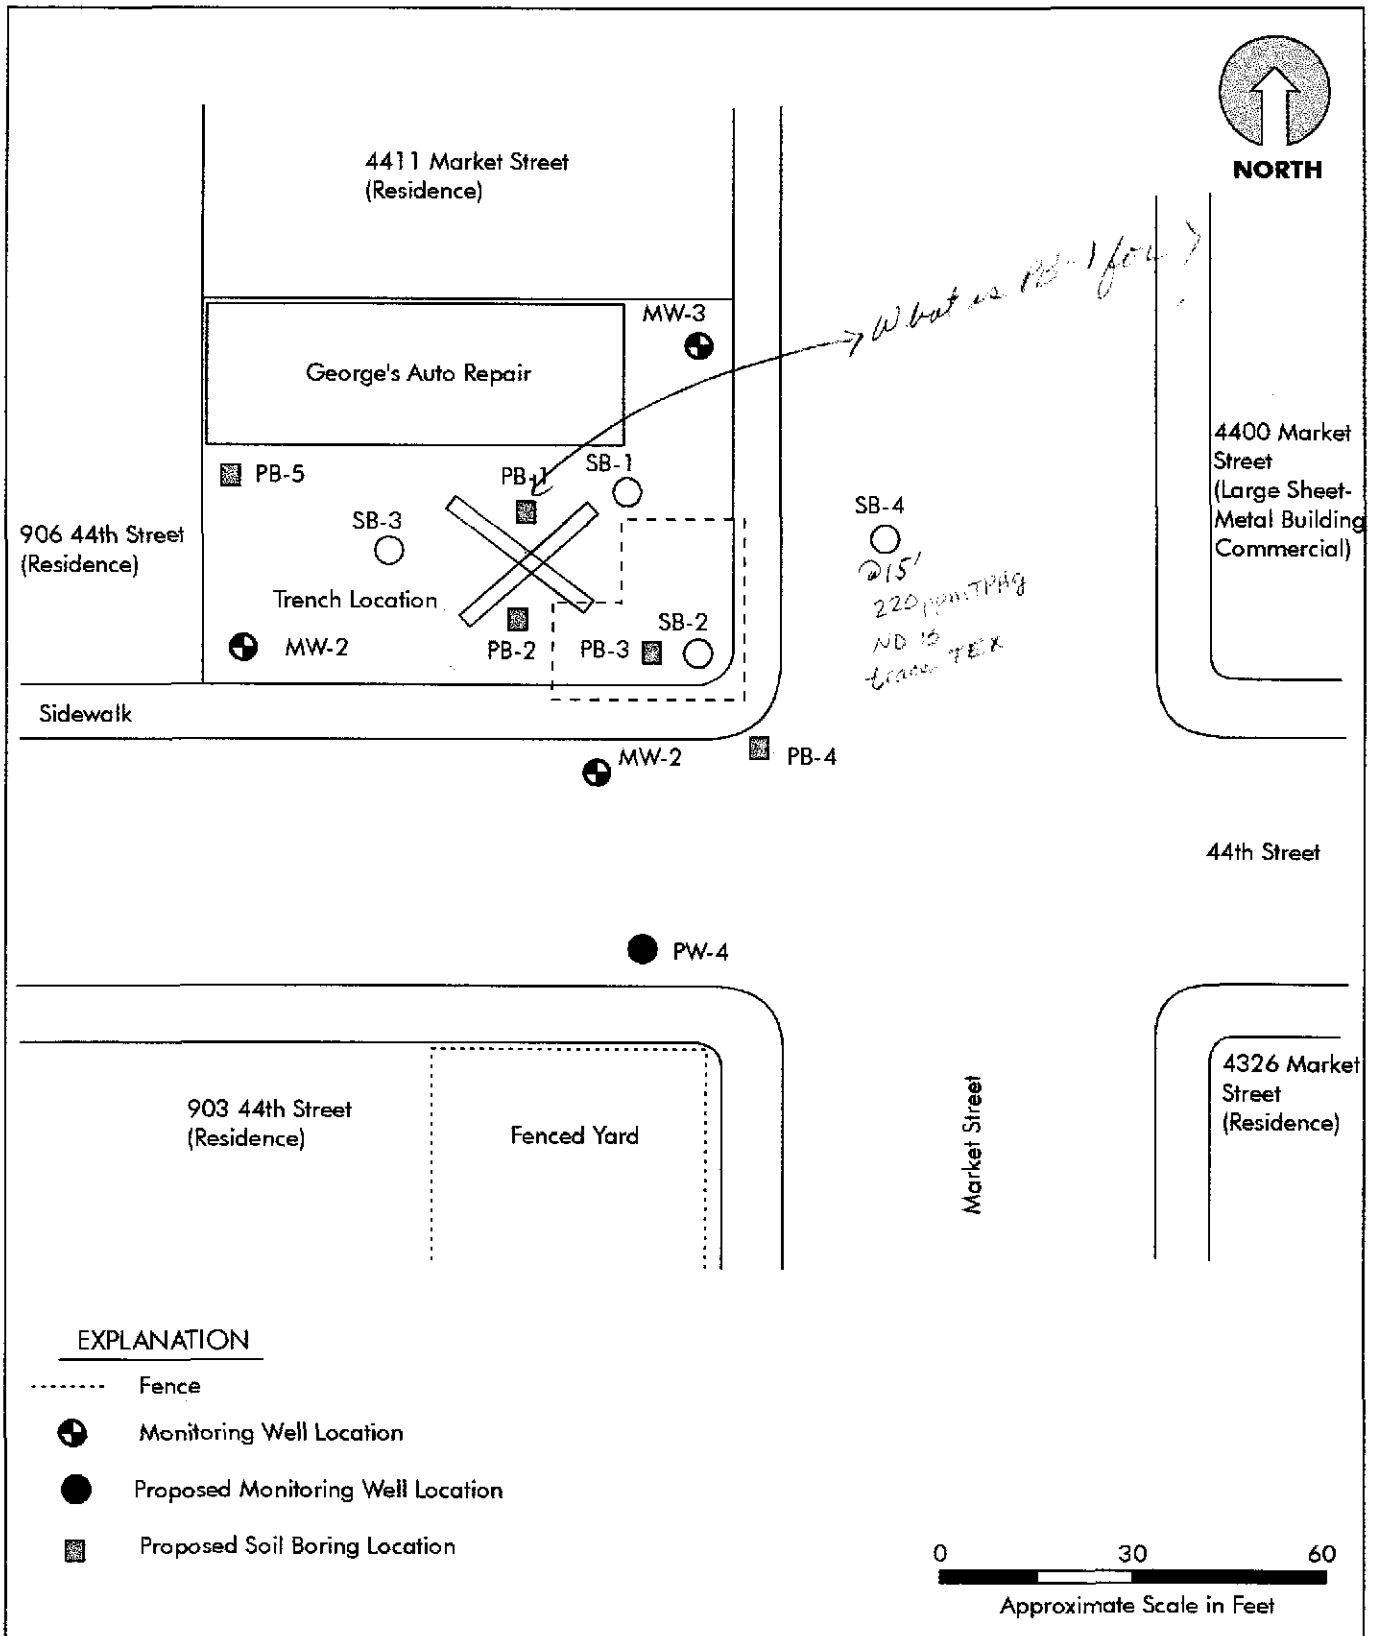 NORTH
4411 Market Street
(Residence)
What is PB-1 for ?
MW-3
George's Auto Repair
4400 Market
Street
(Large Sheet-
Metal Building
Commercial)
PB-5
PB-1
SB-1
SB-3
SB-4
@15'
220 ppm TPHg
ND
trace TEX
906 44th Street
(Residence)
Trench Location
MW-2
PB-2
PB-3
SB-2
Sidewalk
MW-2
PB-4
44th Street
PW-4
903 44th Street
(Residence)
Fenced Yard
Market Street
4326 Market
Street
(Residence)
EXPLANATION
Fence
Monitoring Well Location
Proposed Monitoring Well Location
Proposed Soil Boring Location
0 30 60
Approximate Scale in Feet